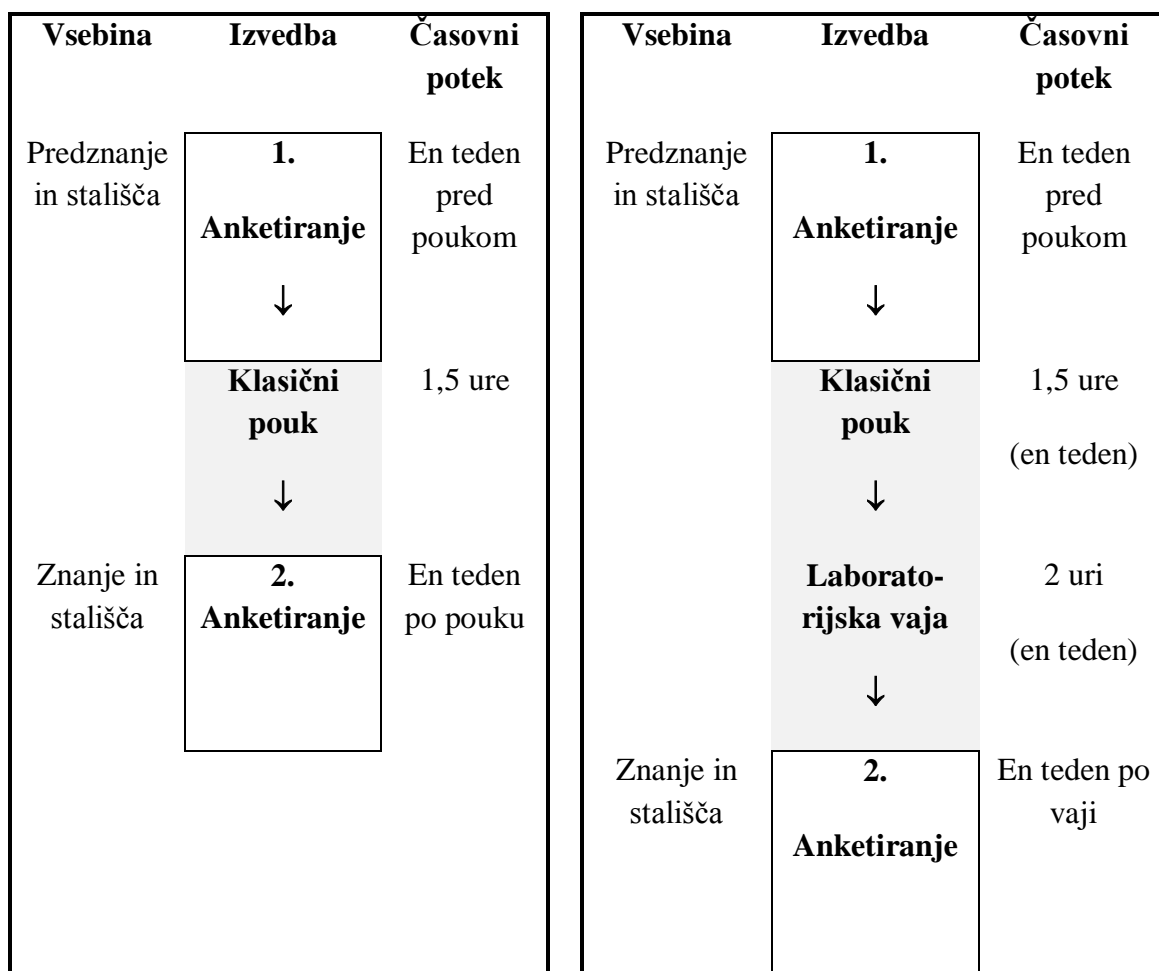 Vsebina Izvedba Časovni
potek
Predznanje 1. En teden
in stališča pred
Anketiranje poukom
↓
Klasični 1,5 ure
pouk
↓
Znanje in 2. En teden
stališča Anketiranje po pouku
Vsebina Izvedba Časovni
potek
Predznanje 1. En teden
in stališča pred
Anketiranje poukom
↓
Klasični 1,5 ure
pouk
(en teden)
↓
Laborato- 2 uri
rijska vaja
(en teden)
↓
Znanje in 2. En teden po
stališča vaji
Anketiranje